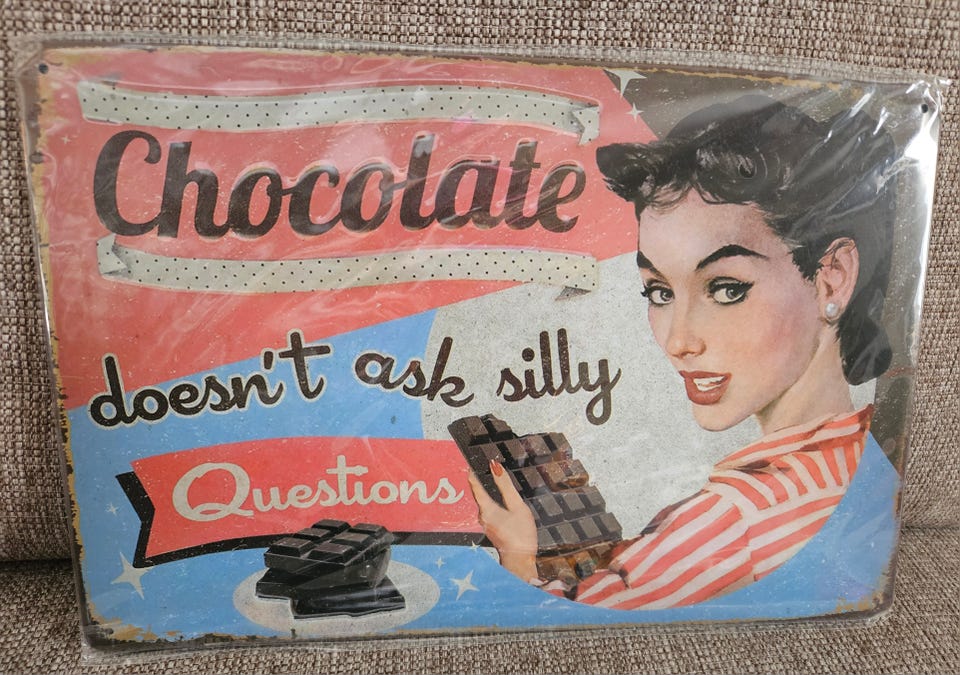 Chocolate
doesn't ask silly
Questions